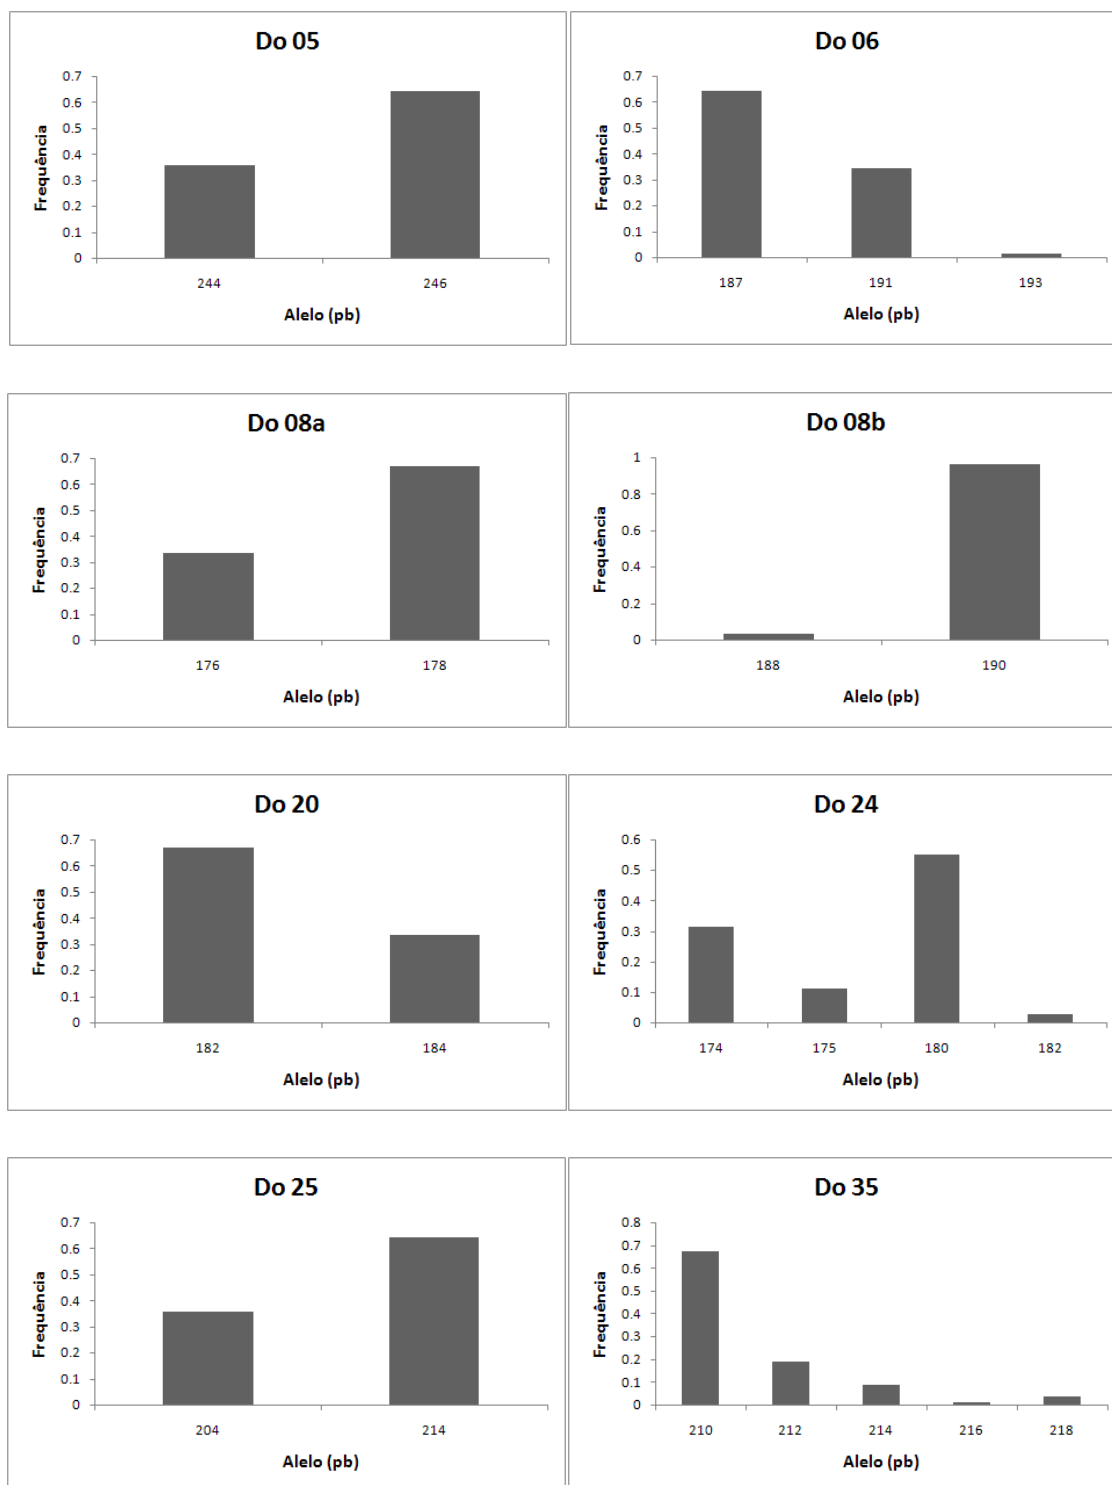 Do 05
Frequência
0.7
0.6
0.5
0.4
0.3
0.2
0.1
0
244 246
Alelo (pb)
Do 06
Frequência
0.7
0.6
0.5
0.4
0.3
0.2
0.1
0
187 191 193
Alelo (pb)
Do 08a
Frequência
0.7
0.6
0.5
0.4
0.3
0.2
0.1
0
176 178
Alelo (pb)
Do 08b
Frequência
1
0.8
0.6
0.4
0.2
0
188 190
Alelo (pb)
Do 20
Frequência
0.7
0.6
0.5
0.4
0.3
0.2
0.1
0
182 184
Alelo (pb)
Do 24
Frequência
0.6
0.5
0.4
0.3
0.2
0.1
0
174 175 180 182
Alelo (pb)
Do 25
Frequência
0.7
0.6
0.5
0.4
0.3
0.2
0.1
0
204 214
Alelo (pb)
Do 35
Frequência
0.8
0.7
0.6
0.5
0.4
0.3
0.2
0.1
0
210 212 214 216 218
Alelo (pb)